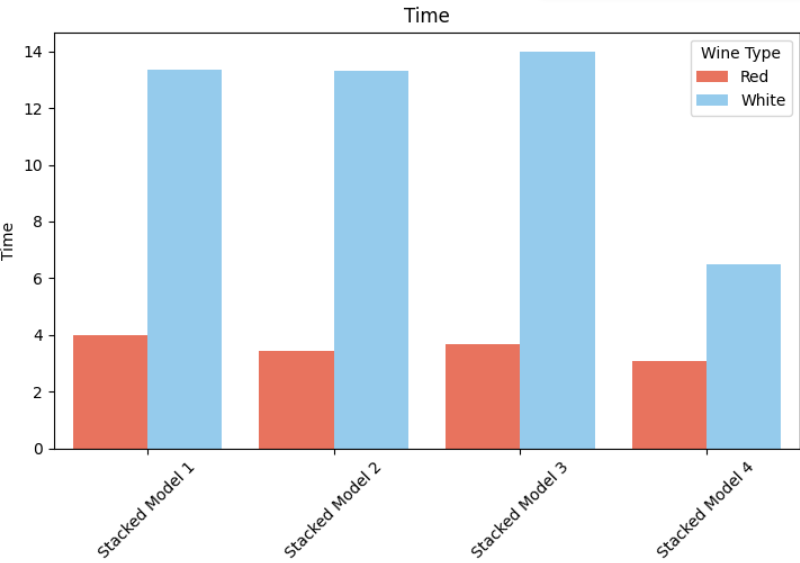 Time
14
12
10
8
6
4
2
0
Time
Wine Type
Red
White
Stacked Model 1
Stacked Model 2
Stacked Model 3
Stacked Model 4